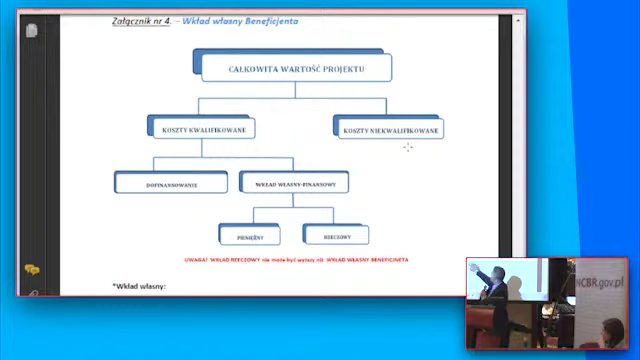 Załącznik nr 4. – Wkład własny Beneficjenta
CAŁKOWITA WARTOŚĆ PROJEKTU
KOSZTY KWALIFIKOWANE
KOSZTY NIEKWALIFIKOWANE
DOFINANSOWANIE
WKŁAD WŁASNY-FINANSOWY
PIENIĘŻNY
RZECZOWY
UWAGA! WKŁAD RZECZOWY nie może być wyższy niż WKŁAD WŁASNY BENEFICJNETA
*Wkład własny:
NCBR.gov.pl